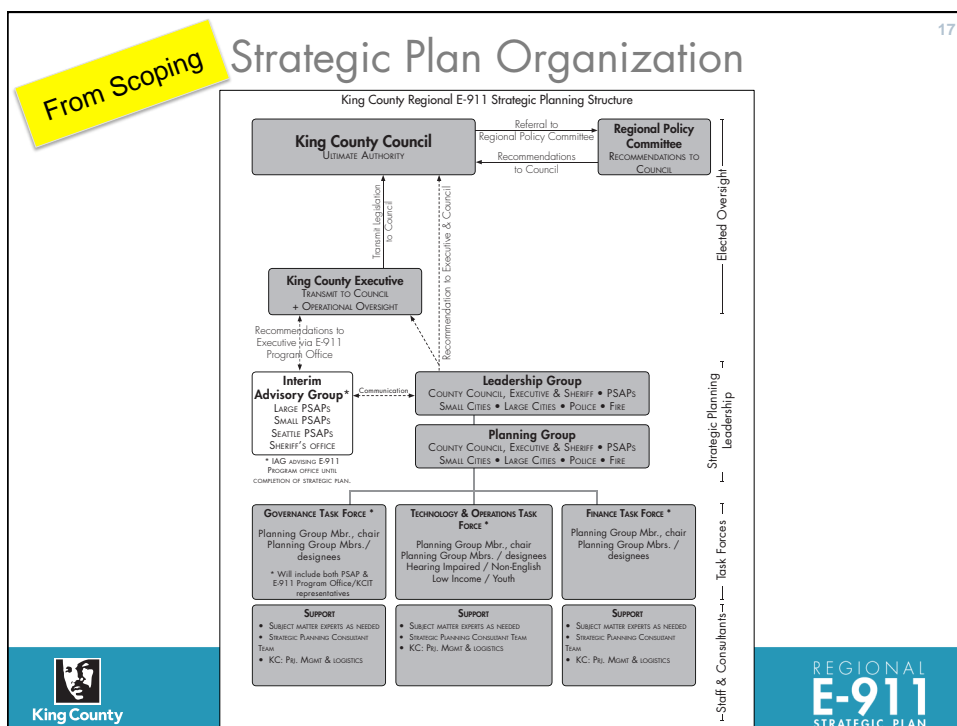 17
From Scoping
Strategic Plan Organization
King County Regional E-911 Strategic Planning Structure
King County Council
Ultimate Authority
Referral to
Regional Policy Committee
Recommendations
to Council
Regional Policy
Committee
Recommendations to
Council
Elected Oversight
Transmit Legislation
to Council
Recommendation to Executive & Council
King County Executive
Transmit to Council
+ Operational Oversight
Recommendations to
Executive via E-911
Program Office
Interim
Advisory Group*
Large PSAPs
Small PSAPs
Seattle PSAPs
Sheriff's office
* IAG advising E-911
Program office until
completion of strategic plan.
Communication
Leadership Group
County Council, Executive & Sheriff • PSAPs
Small Cities • Large Cities • Police • Fire
Planning Group
County Council, Executive & Sheriff • PSAPs
Small Cities • Large Cities • Police • Fire
Strategic Planning
Leadership
Governance Task Force *
Planning Group Mbr., chair
Planning Group Mbrs./
designees
* Will include both PSAP &
E-911 Program Office/KCIT
representatives
Technology & Operations Task
Force *
Planning Group Mbr., chair
Planning Group Mbrs. / designees
Hearing Impaired / Non-English
Low Income / Youth
Finance Task Force *
Planning Group Mbr., chair
Planning Group Mbrs. /
designees
Task Forces
Support
• Subject matter experts as needed
• Strategic Planning Consultant
Team
• KC: Prj. Mgmt & logistics
Support
• Subject matter experts as needed
• Strategic Planning Consultant Team
• KC: Prj. Mgmt & logistics
Support
• Subject matter experts as needed
• Strategic Planning Consultant
Team
• KC: Prj. Mgmt & logistics
Staff & Consultants
King County
REGIONAL
E-911
STRATEGIC PLAN